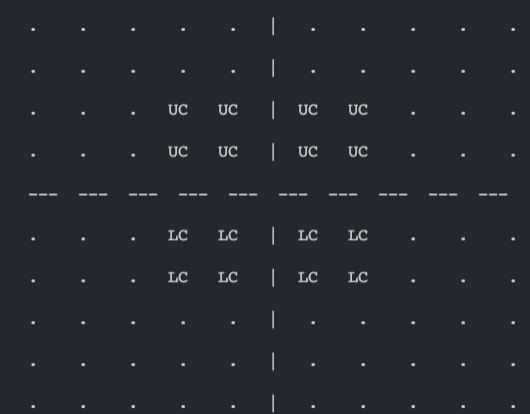 . . . . . | . . . . .
. . . . . | . . . . .
. . . UC UC | UC UC . . .
. . . UC UC | UC UC . . .
--- --- --- --- --- --- --- --- --- ---
. . . LC LC | LC LC . . .
. . . LC LC | LC LC . . .
. . . . . | . . . . .
. . . . . | . . . . .
. . . . . | . . . . .